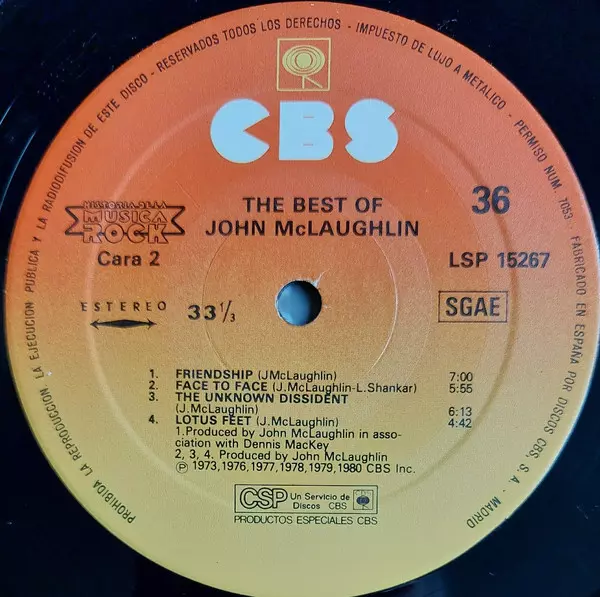 PROHIBIDA LA REPRODUCCION LA EJECUCION PUBLICA Y LA RADIODIFUSION DE ESTE DISCO - RESERVADOS TODOS LOS DERECHOS - IMPUESTO DE LUJO A METALICO - PERMISO NUM. 7053 - FABRICADO EN ESPAÑA POR DISCOS CBS, S. A. - MADRID
CBS
THE BEST OF
JOHN McLAUGHLIN
36
HISTORIA DE LA
MUSICA
ROCK
Cara 2
LSP 15267
ESTEREO
33 1/3
SGAE
1. FRIENDSHIP (JMcLaughlin) 7:00
2. FACE TO FACE (J.McLaughlin-L.Shankar) 5:55
3. THE UNKNOWN DISSIDENT
(J.McLaughlin) 6:13
4. LOTUS FEET (J.McLaughlin) 4:42
1.Produced by John McLaughlin in asso-
ciation with Dennis MacKey
2, 3, 4. Produced by John McLaughlin
Ⓟ 1973,1976,1977,1978,1979,1980 CBS Inc.
CSP Un Servicio de
Discos CBS
PRODUCTOS ESPECIALES CBS